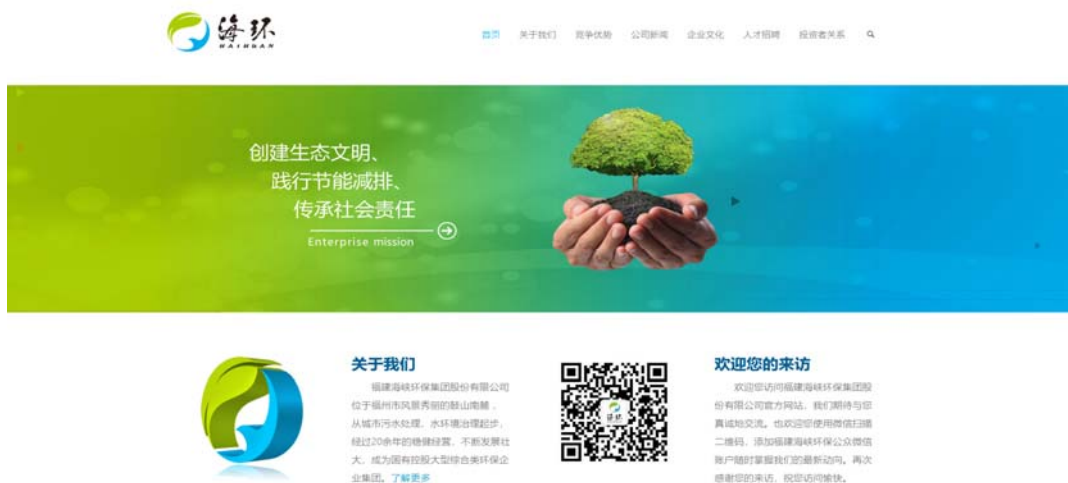 海环
HAIHUAN
首页 关于我们 竞争优势 公司新闻 企业文化 人才招聘 投资者关系
创建生态文明、
践行节能减排、
传承社会责任
Enterprise mission
关于我们
福建海峡环保集团股份有限公司
位于福州市风景秀丽的鼓山南麓，
从城市污水处理、水环境治理起步，
经过20余年的稳健经营，不断发展壮
大，成为国有控股大型综合类环保企
业集团。了解更多
海环
欢迎您的来访
欢迎您访问福建海峡环保集团股
份有限公司官方网站，我们期待与您
真诚地交流。也欢迎您使用微信扫描
二维码，添加福建海峡环保公众微信
账户随时掌握我们的最新动向。再次
感谢您的来访，祝您访问愉快。